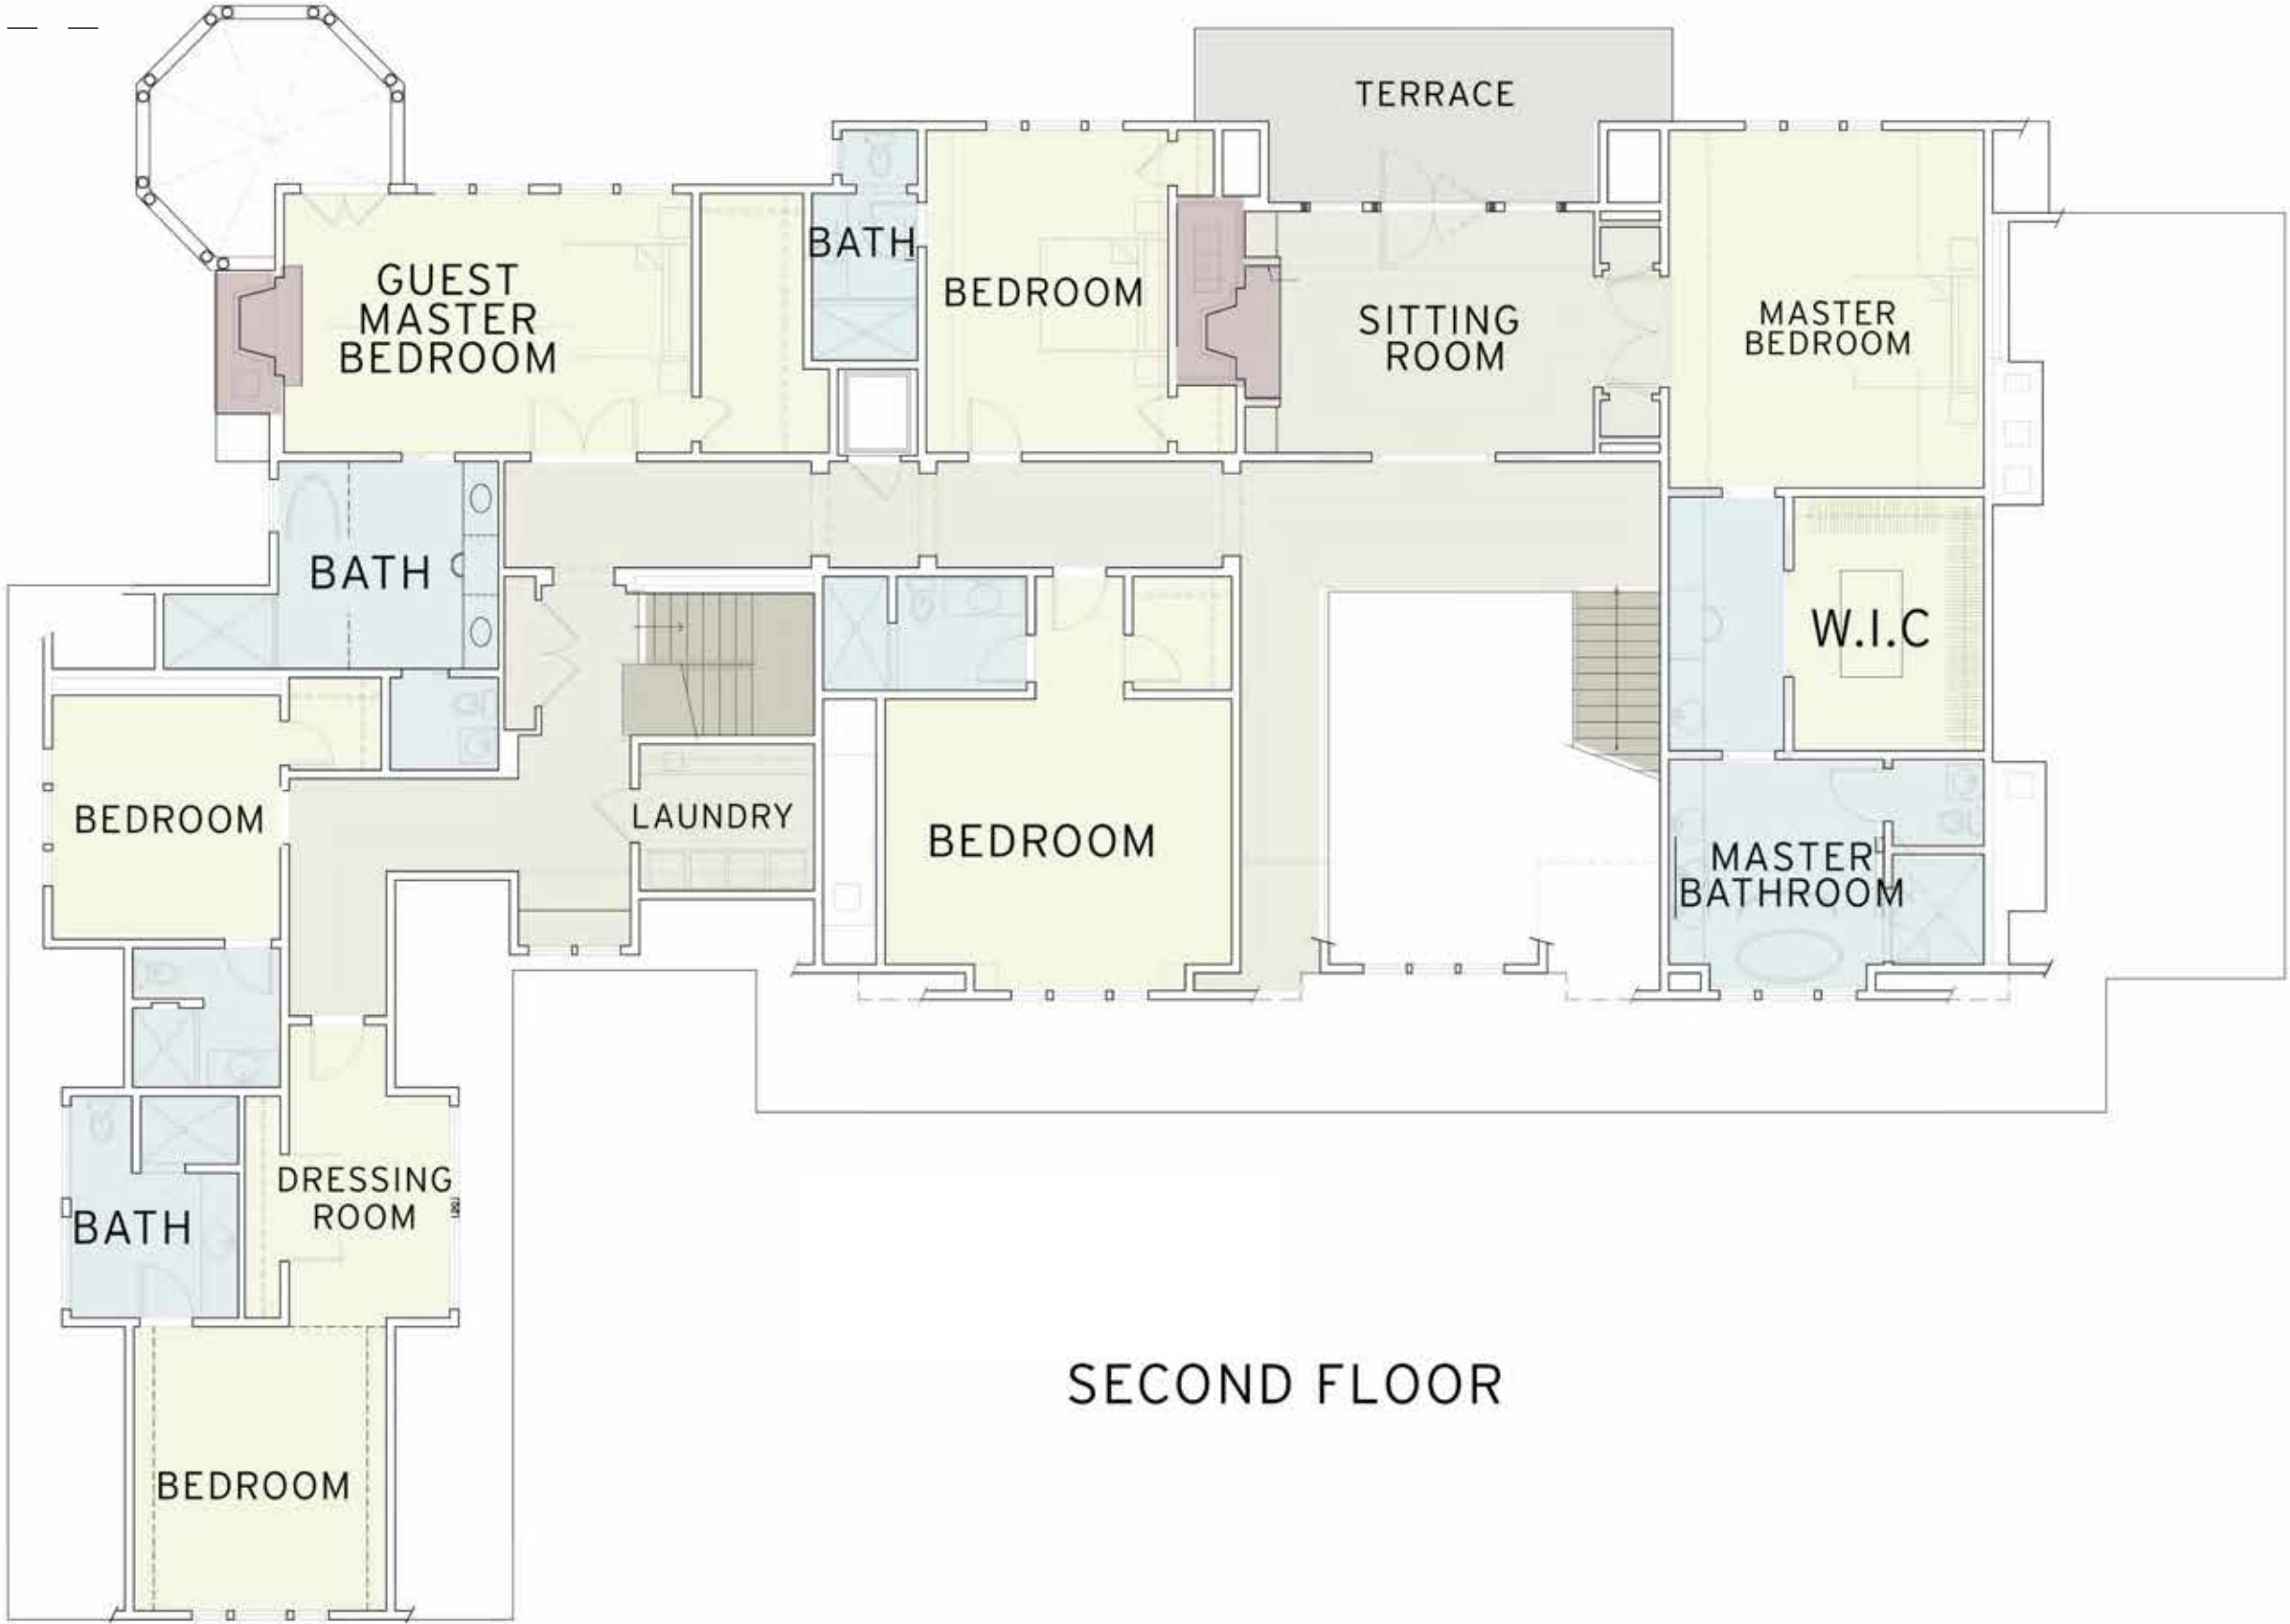 TERRACE
GUEST
MASTER
BEDROOM
BATH
BEDROOM
SITTING
ROOM
MASTER
BEDROOM
BATH
W.I.C
BEDROOM
LAUNDRY
BEDROOM
MASTER
BATHROOM
DRESSING
ROOM
BATH
BEDROOM
SECOND FLOOR